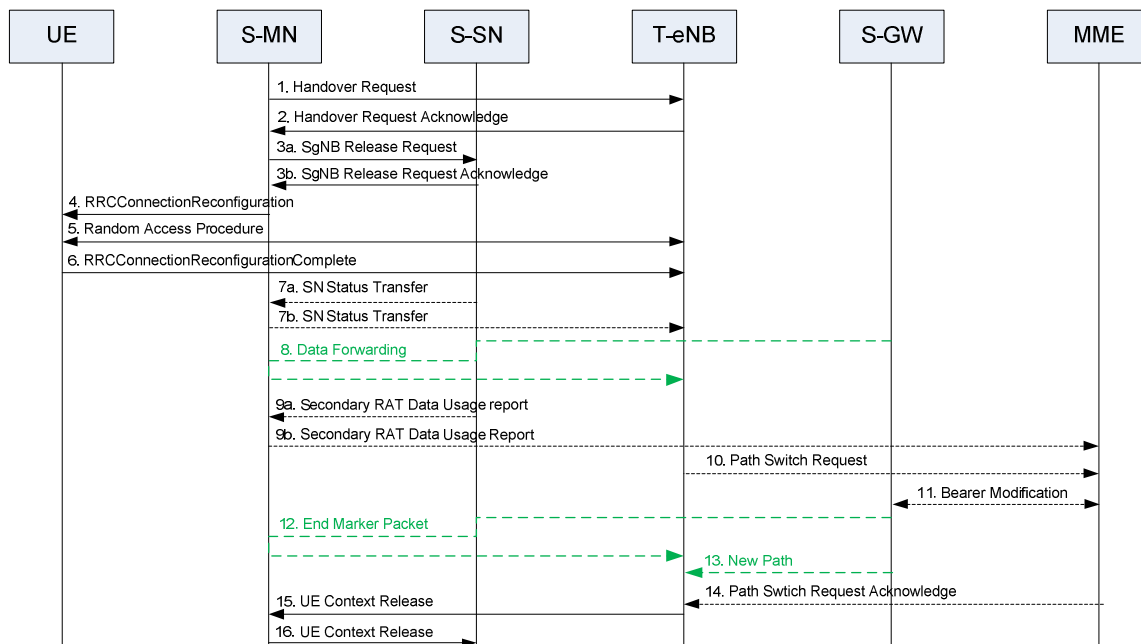 UE S-MN S-SN T-eNB S-GW MME
1. Handover Request
2. Handover Request Acknowledge
3a. SgNB Release Request
3b. SgNB Release Request Acknowledge
4. RRCConnectionReconfiguration
5. Random Access Procedure
6. RRCConnectionReconfigurationComplete
7a. SN Status Transfer
7b. SN Status Transfer
8. Data Forwarding
9a. Secondary RAT Data Usage report
9b. Secondary RAT Data Usage Report
10. Path Switch Request
11. Bearer Modification
12. End Marker Packet
13. New Path
14. Path Swtich Request Acknowledge
15. UE Context Release
16. UE Context Release